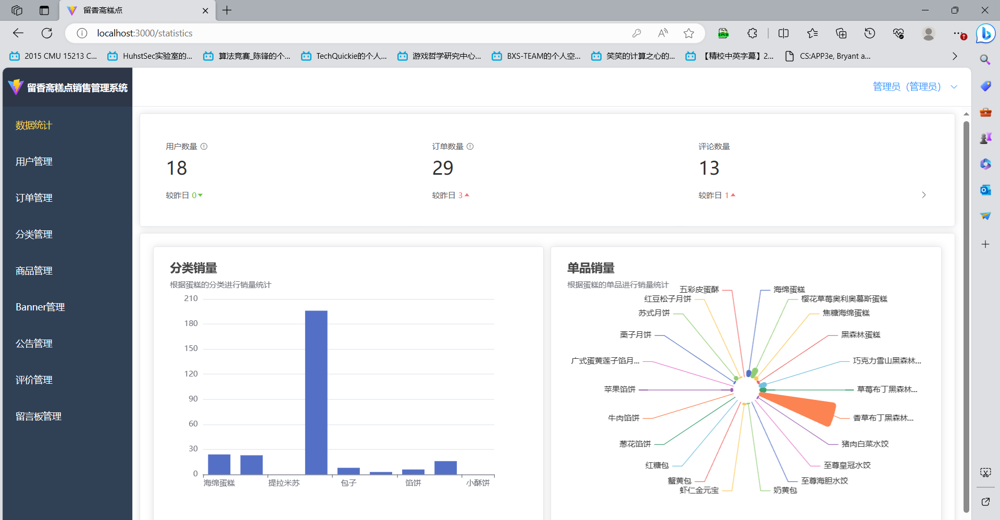 留香斋糕点
localhost:3000/statistics
2015 CMU 15213 C...
HuhstSec实验室的...
算法竞赛_陈锋的个...
TechQuickie的个人...
游戏哲学研究中心...
BXS-TEAM的个人空...
笑笑的计算之心的...
【精校中英字幕】2...
CS:APP3e, Bryant a...
留香斋糕点销售管理系统
管理员（管理员）
数据统计
用户管理
订单管理
分类管理
商品管理
Banner管理
公告管理
评价管理
留言板管理
用户数量
18
较昨日 0
订单数量
29
较昨日 3
评论数量
13
较昨日 1
分类销量
根据蛋糕的分类进行销量统计
210
180
150
120
90
60
30
0
海绵蛋糕
提拉米苏
包子
馅饼
小酥饼
单品销量
根据蛋糕的单品进行销量统计
五彩皮蛋酥
海绵蛋糕
红豆松子月饼
樱花草莓奥利奥慕斯蛋糕
苏式月饼
焦糖海绵蛋糕
栗子月饼
黑森林蛋糕
广式蛋黄莲子馅月...
巧克力雪山黑森林...
苹果馅饼
草莓布丁黑森林...
牛肉馅饼
香草布丁黑森林...
葱花馅饼
猪肉白菜水饺
红糖包
至尊皇冠水饺
蟹黄包
至尊海胆水饺
虾仁金元宝
奶黄包